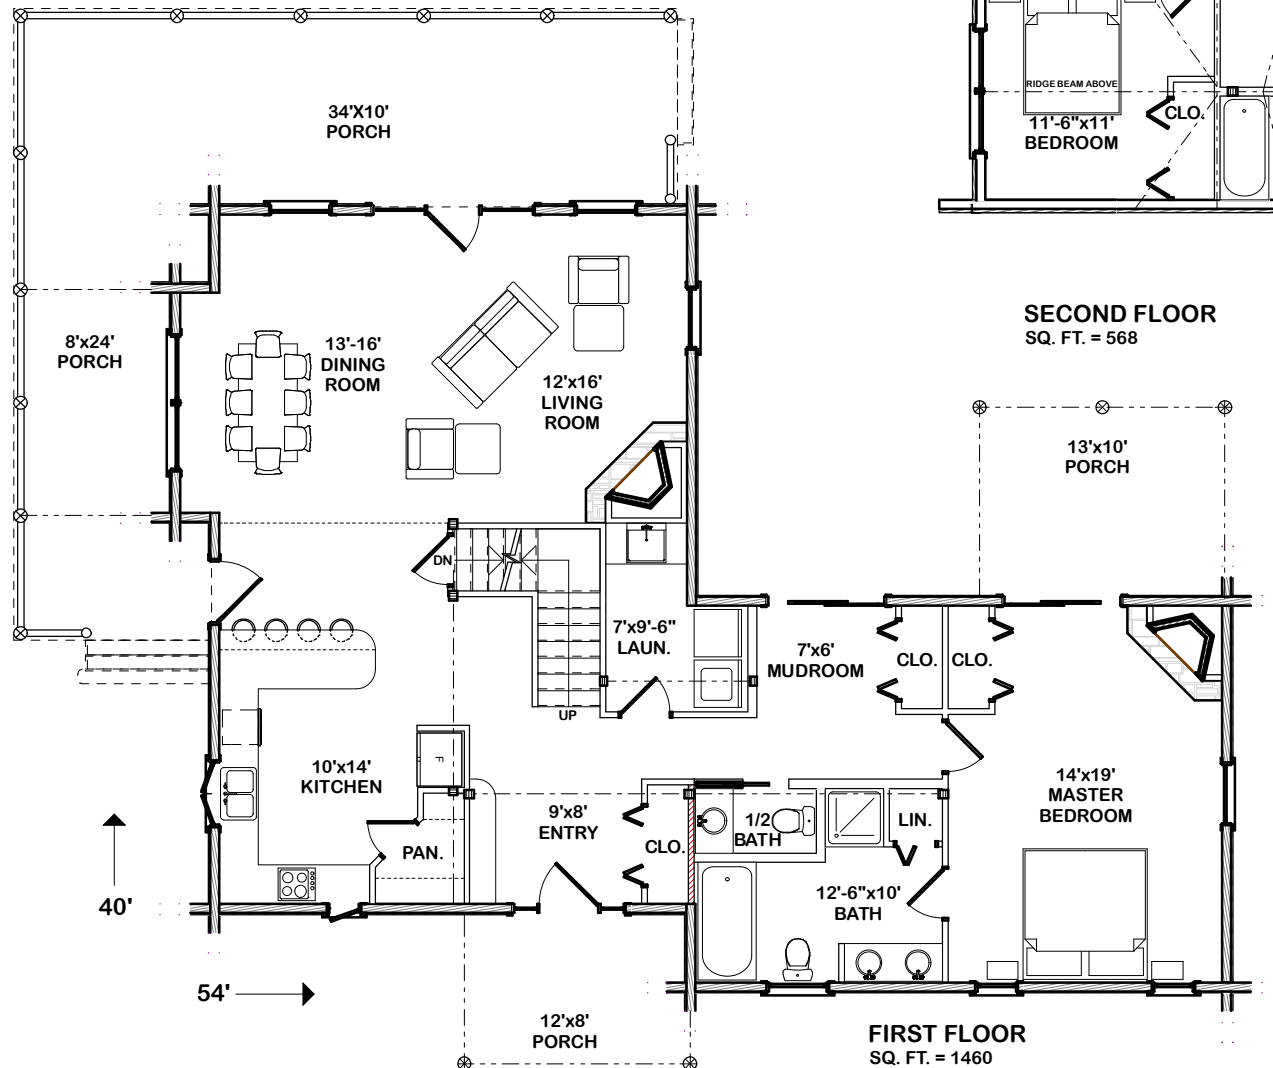 34'X10'
PORCH
RIDGE BEAM ABOVE
CLO.
11'-6"x11'
BEDROOM
SECOND FLOOR
SQ. FT. = 568
8'x24'
PORCH
13'-16'
DINING
ROOM
12'x16'
LIVING
ROOM
13'x10'
PORCH
DN
7'x9'-6"
LAUN.
7'x6'
MUDROOM
CLO.
CLO.
UP
F
10'x14'
KITCHEN
9'x8'
ENTRY
PAN.
CLO.
1/2
BATH
LIN.
14'x19'
MASTER
BEDROOM
12'-6"x10'
BATH
40'
54'
12'x8'
PORCH
FIRST FLOOR
SQ. FT. = 1460